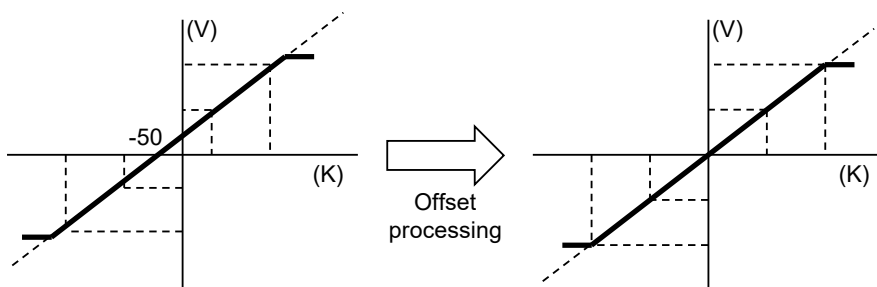 (V)
-50
(K)
Offset
processing
(V)
(K)